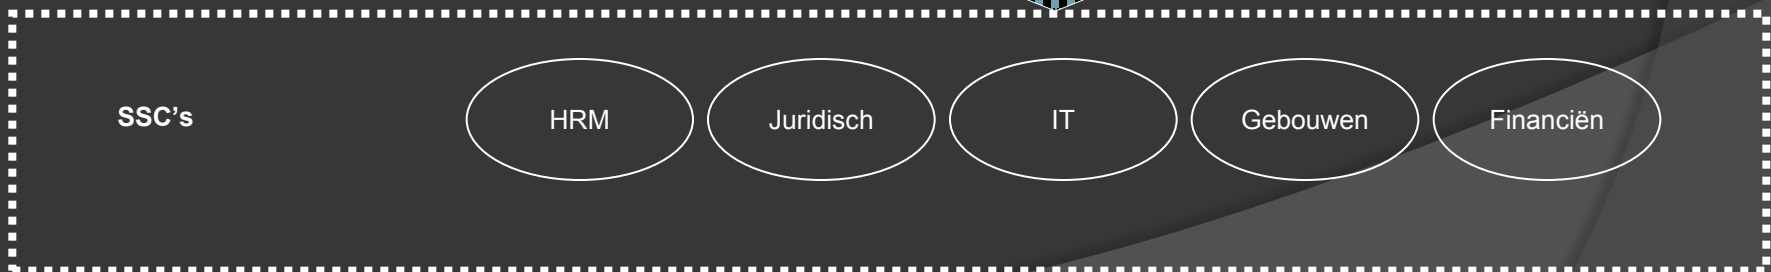 SSC’s
HRM
Juridisch
IT
Gebouwen
Financiën